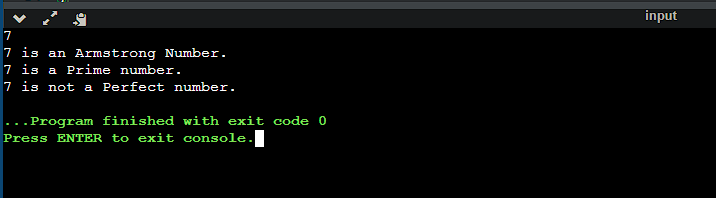 input
7
7 is an Armstrong Number.
7 is a Prime number.
7 is not a Perfect number.
...Program finished with exit code 0
Press ENTER to exit console.